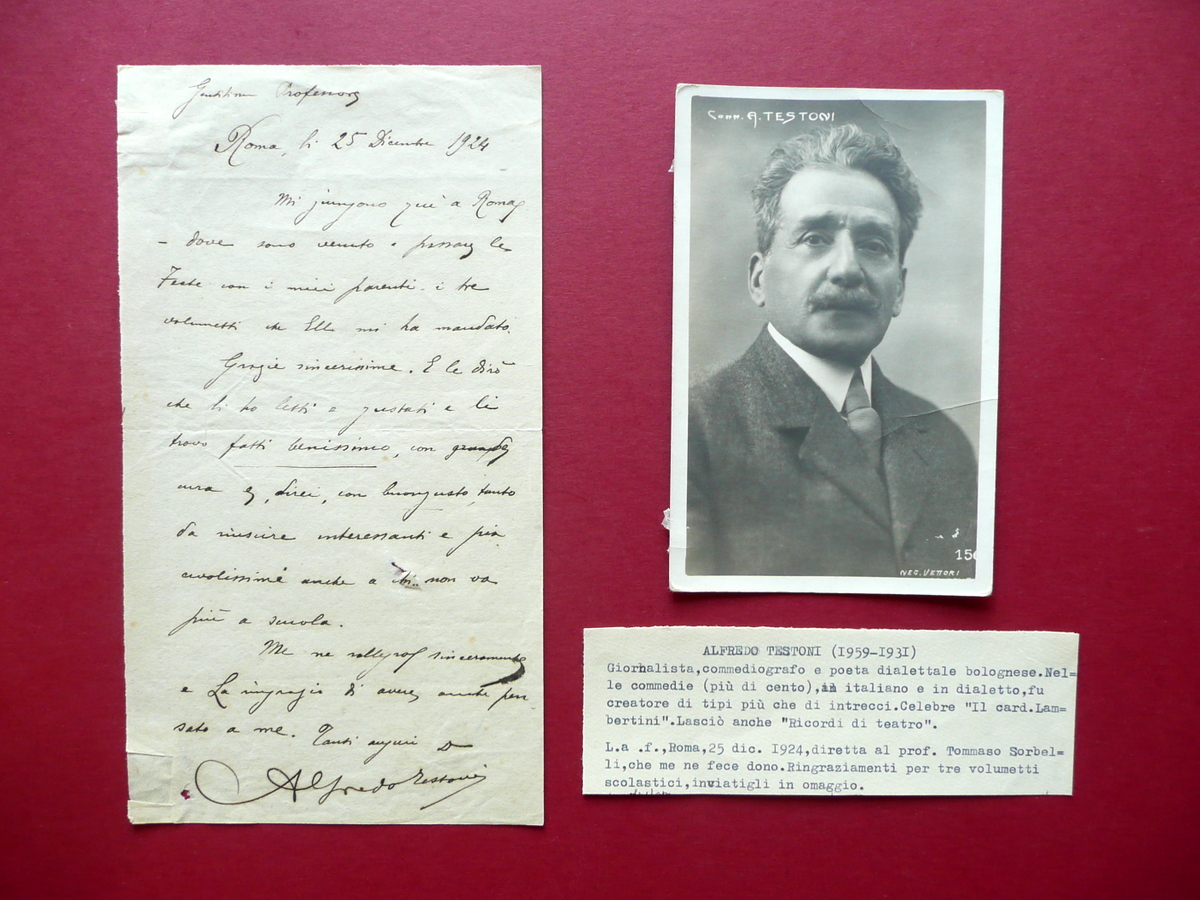 Gentilissimo Professore
Roma, li 25 Dicembre 1924
Mi giungono qui a Roma
- dove sono venuto a passare le
Feste con i miei parenti - i tre
volumetti che Ella mi ha mandato.
Grazie sincerissime. E le dirò
che li ho letti e gustati e li
trovo fatti benissimo, con grande
cura e, direi, con buongusto, tanto
da riuscire interessanti e pia
cevolissimi anche a chi non va
più a scuola.
Me ne rallegro sinceramente
e La ringrazio di avere anche pen
sato a me. Tanti auguri
Alfredo Testoni
Comm. A. TESTONI
156
NEG. VETTORI
ALFREDO TESTONI (1959-1931)
Giornalista,commediografo e poeta dialettale bolognese.Nel=
le commedie (più di cento),in italiano e in dialetto,fu
creatore di tipi più che di intrecci.Celebre "Il card.Lam=
bertini".Lasciò anche "Ricordi di teatro".
L.a .f.,Roma,25 dic. 1924,diretta al prof. Tommaso Sorbel=
li,che me ne fece dono.Ringraziamenti per tre volumetti
scolastici,inviatigli in omaggio.